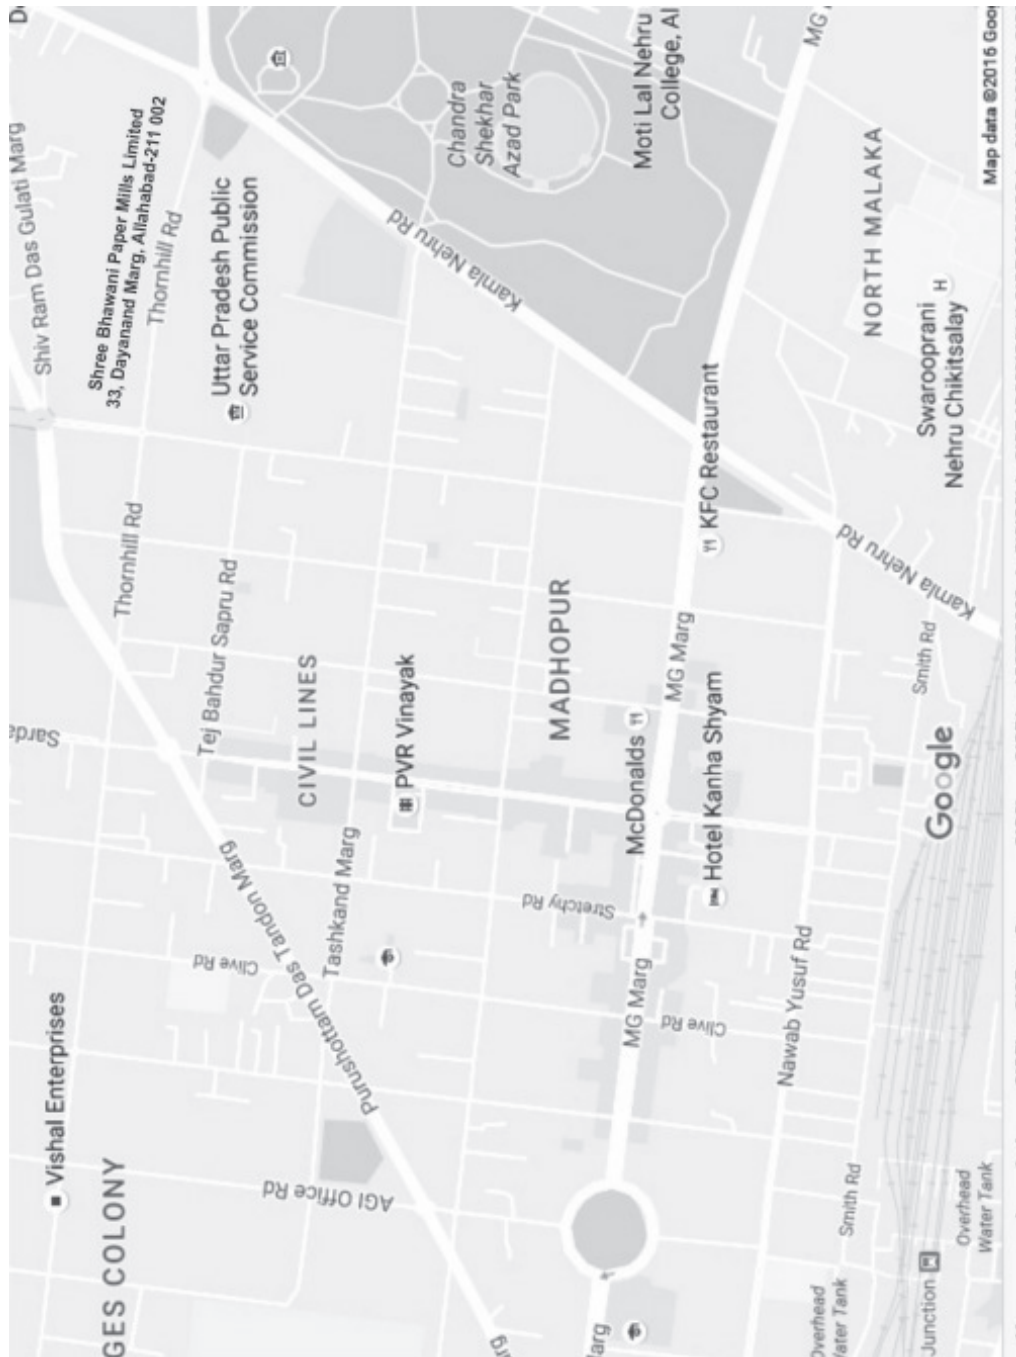 Shiv Ram Das Gulati Marg
Sarda
Vishal Enterprises
GES COLONY
Shree Bhawani Paper Mills Limited
33, Dayanand Marg, Allahabad-211 002
Thornhill Rd
Thornhill Rd
Tej Bahdur Sapru Rd
Uttar Pradesh Public
Service Commission
Clive Rd
Purushottam Das Tandon Marg
CIVIL LINES
AGI Office Rd
Tashkand Marg
PVR Vinayak
Kamla Nehru Rd
Chandra
Shekhar
Azad Park
MADHOPUR
Stretchy Rd
arg
MG Marg
McDonalds
Moti Lal Nehru
College, Al
MG Marg
Clive Rd
Hotel Kanha Shyam
KFC Restaurant
Nawab Yusuf Rd
MG
Overhead
Water Tank
Smith Rd
Kamla Nehru Rd
NORTH MALAKA
Smith Rd
Swarooprani
Nehru Chikitsalay
H
Junction
Google
Overhead
Water Tank
Map data ©2016 Goo